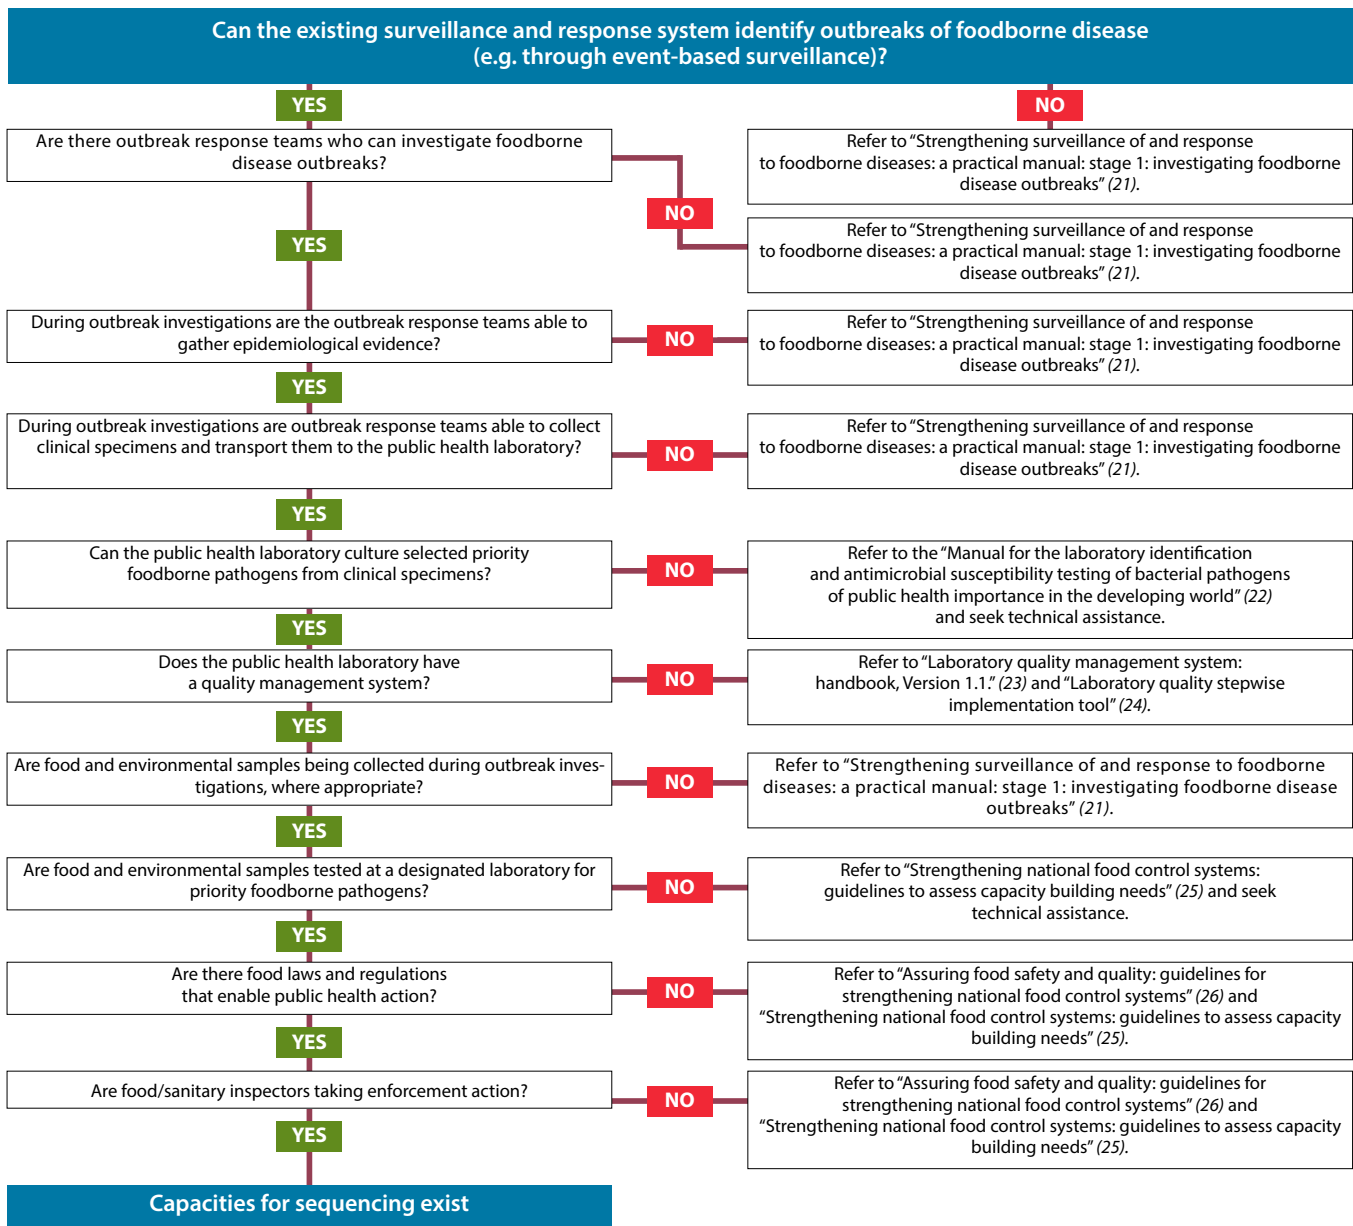 Can the existing surveillance and response system identify outbreaks of foodborne disease
(e.g. through event-based surveillance)?
YES
NO
Are there outbreak response teams who can investigate foodborne
disease outbreaks?
Refer to “Strengthening surveillance of and response
to foodborne diseases: a practical manual: stage 1: investigating foodborne
disease outbreaks” (21).
NO
YES
Refer to “Strengthening surveillance of and response
to foodborne diseases: a practical manual: stage 1: investigating foodborne
disease outbreaks” (21).
During outbreak investigations are the outbreak response teams able to
gather epidemiological evidence?
NO
Refer to “Strengthening surveillance of and response
to foodborne diseases: a practical manual: stage 1: investigating foodborne
disease outbreaks” (21).
YES
During outbreak investigations are outbreak response teams able to collect
clinical specimens and transport them to the public health laboratory?
NO
Refer to “Strengthening surveillance of and response
to foodborne diseases: a practical manual: stage 1: investigating foodborne
disease outbreaks” (21).
YES
Can the public health laboratory culture selected priority
foodborne pathogens from clinical specimens?
NO
Refer to the “Manual for the laboratory identification
and antimicrobial susceptibility testing of bacterial pathogens
of public health importance in the developing world” (22)
and seek technical assistance.
YES
Does the public health laboratory have
a quality management system?
NO
Refer to “Laboratory quality management system:
handbook, Version 1.1.” (23) and “Laboratory quality stepwise
implementation tool” (24).
YES
Are food and environmental samples being collected during outbreak inves-
tigations, where appropriate?
NO
Refer to “Strengthening surveillance of and response to foodborne
diseases: a practical manual: stage 1: investigating foodborne disease
outbreaks” (21).
YES
Are food and environmental samples tested at a designated laboratory for
priority foodborne pathogens?
NO
Refer to “Strengthening national food control systems:
guidelines to assess capacity building needs” (25) and seek
technical assistance.
YES
Are there food laws and regulations
that enable public health action?
NO
Refer to “Assuring food safety and quality: guidelines for
strengthening national food control systems” (26) and
“Strengthening national food control systems: guidelines to assess capacity
building needs” (25).
YES
Are food/sanitary inspectors taking enforcement action?
NO
Refer to “Assuring food safety and quality: guidelines for
strengthening national food control systems” (26) and
“Strengthening national food control systems: guidelines to assess capacity
building needs” (25).
YES
Capacities for sequencing exist